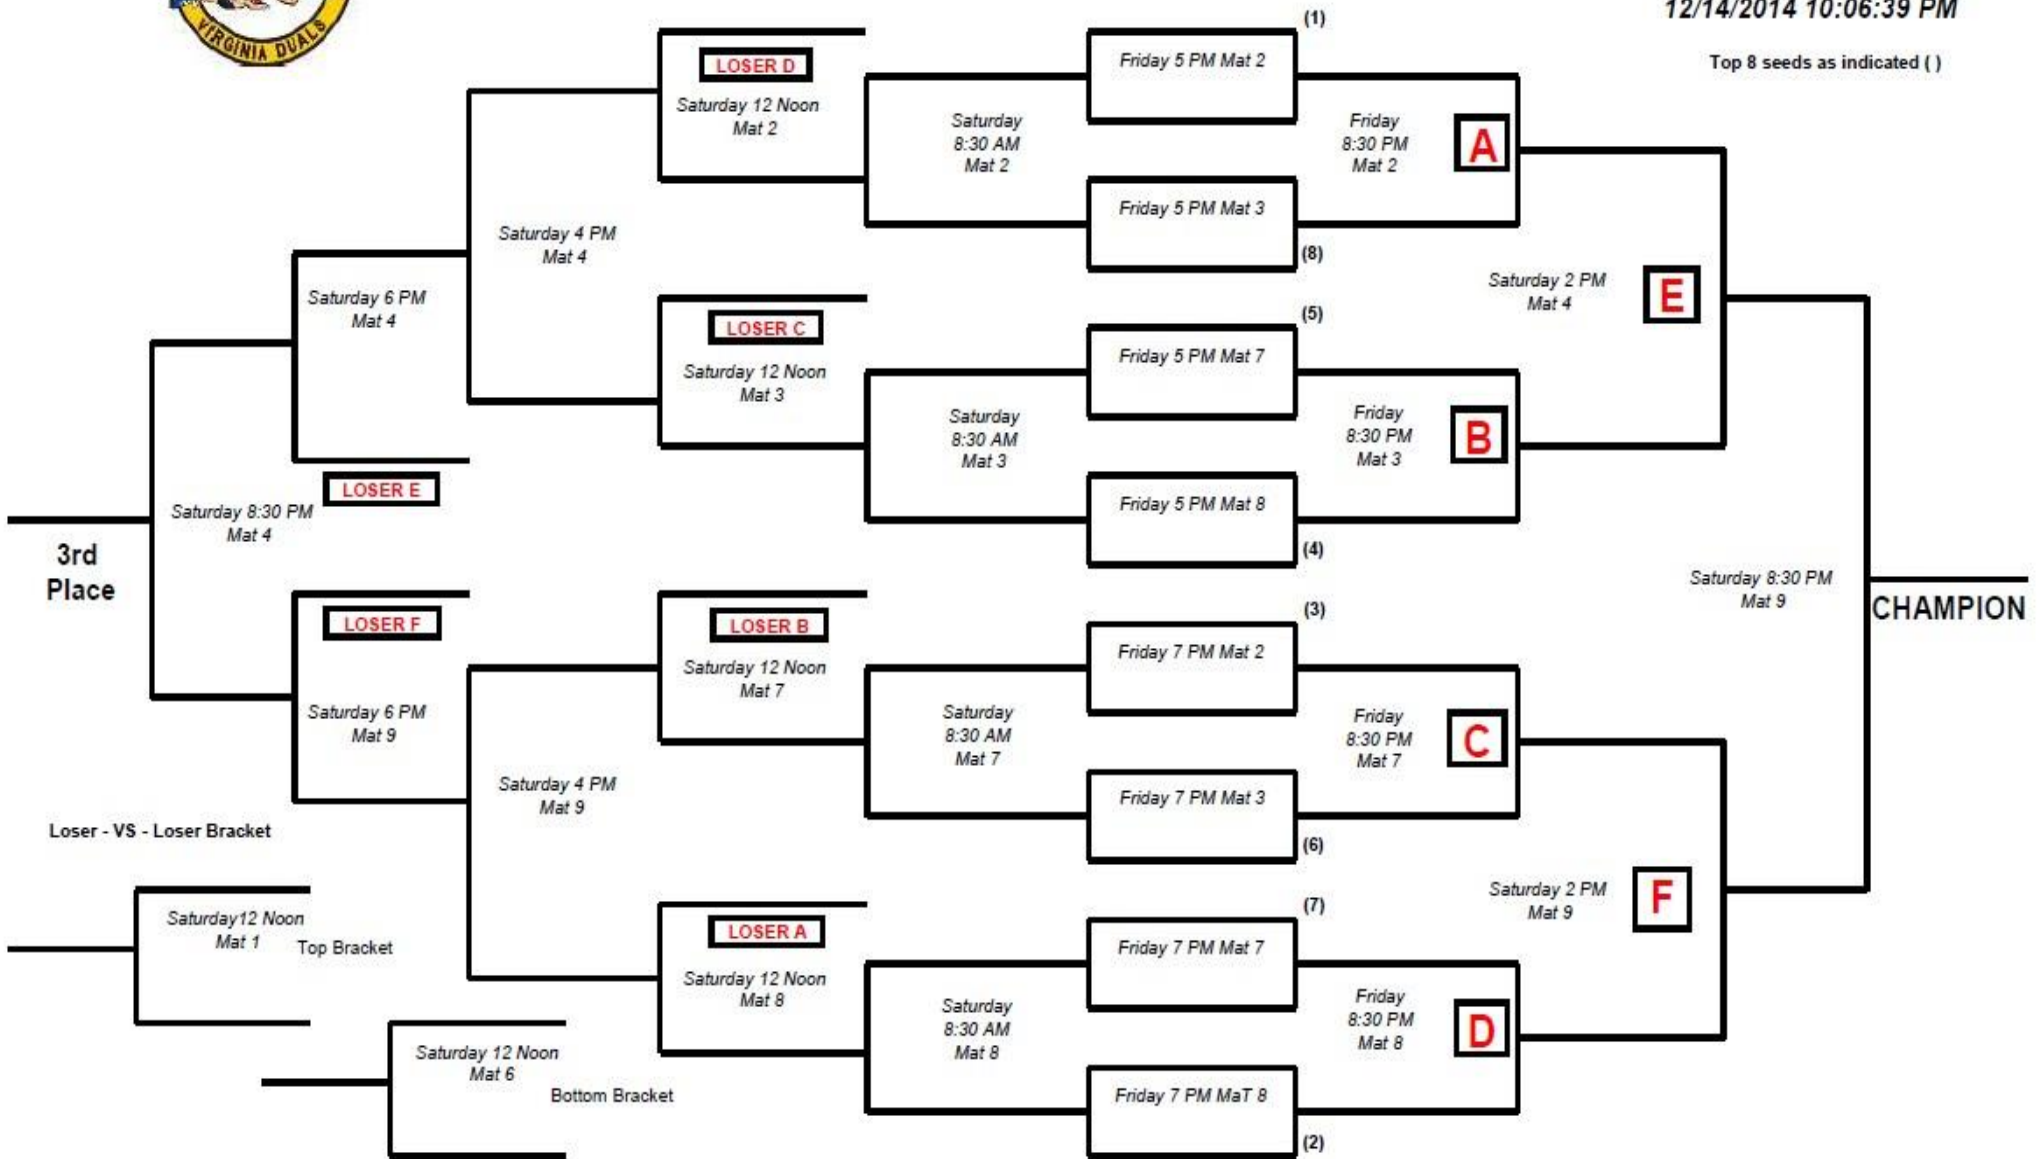 VIRGINIA DUALS
12/14/2014 10:06:39 PM
Top 8 seeds as indicated ( )
(1)
Friday 5 PM Mat 2
LOSER D
Saturday 12 Noon
Mat 2
Saturday
8:30 AM
Mat 2
Friday
8:30 PM
Mat 2
A
Friday 5 PM Mat 3
(8)
Saturday 4 PM
Mat 4
Saturday 2 PM
Mat 4
E
Saturday 6 PM
Mat 4
(5)
LOSER C
Friday 5 PM Mat 7
Saturday 12 Noon
Mat 3
Saturday
8:30 AM
Mat 3
Friday
8:30 PM
Mat 3
B
LOSER E
Friday 5 PM Mat 8
(4)
Saturday 8:30 PM
Mat 4
3rd
Place
Saturday 8:30 PM
Mat 9
CHAMPION
LOSER F
LOSER B
(3)
Friday 7 PM Mat 2
Saturday 12 Noon
Mat 7
Saturday 6 PM
Mat 9
Saturday
8:30 AM
Mat 7
Friday
8:30 PM
Mat 7
C
Saturday 4 PM
Mat 9
Friday 7 PM Mat 3
(6)
Loser - VS - Loser Bracket
Saturday 2 PM
Mat 9
F
Saturday12 Noon
Mat 1
Top Bracket
LOSER A
(7)
Friday 7 PM Mat 7
Saturday 12 Noon
Mat 8
Saturday
8:30 AM
Mat 8
Friday
8:30 PM
Mat 8
D
Saturday 12 Noon
Mat 6
Bottom Bracket
Friday 7 PM MaT 8
(2)